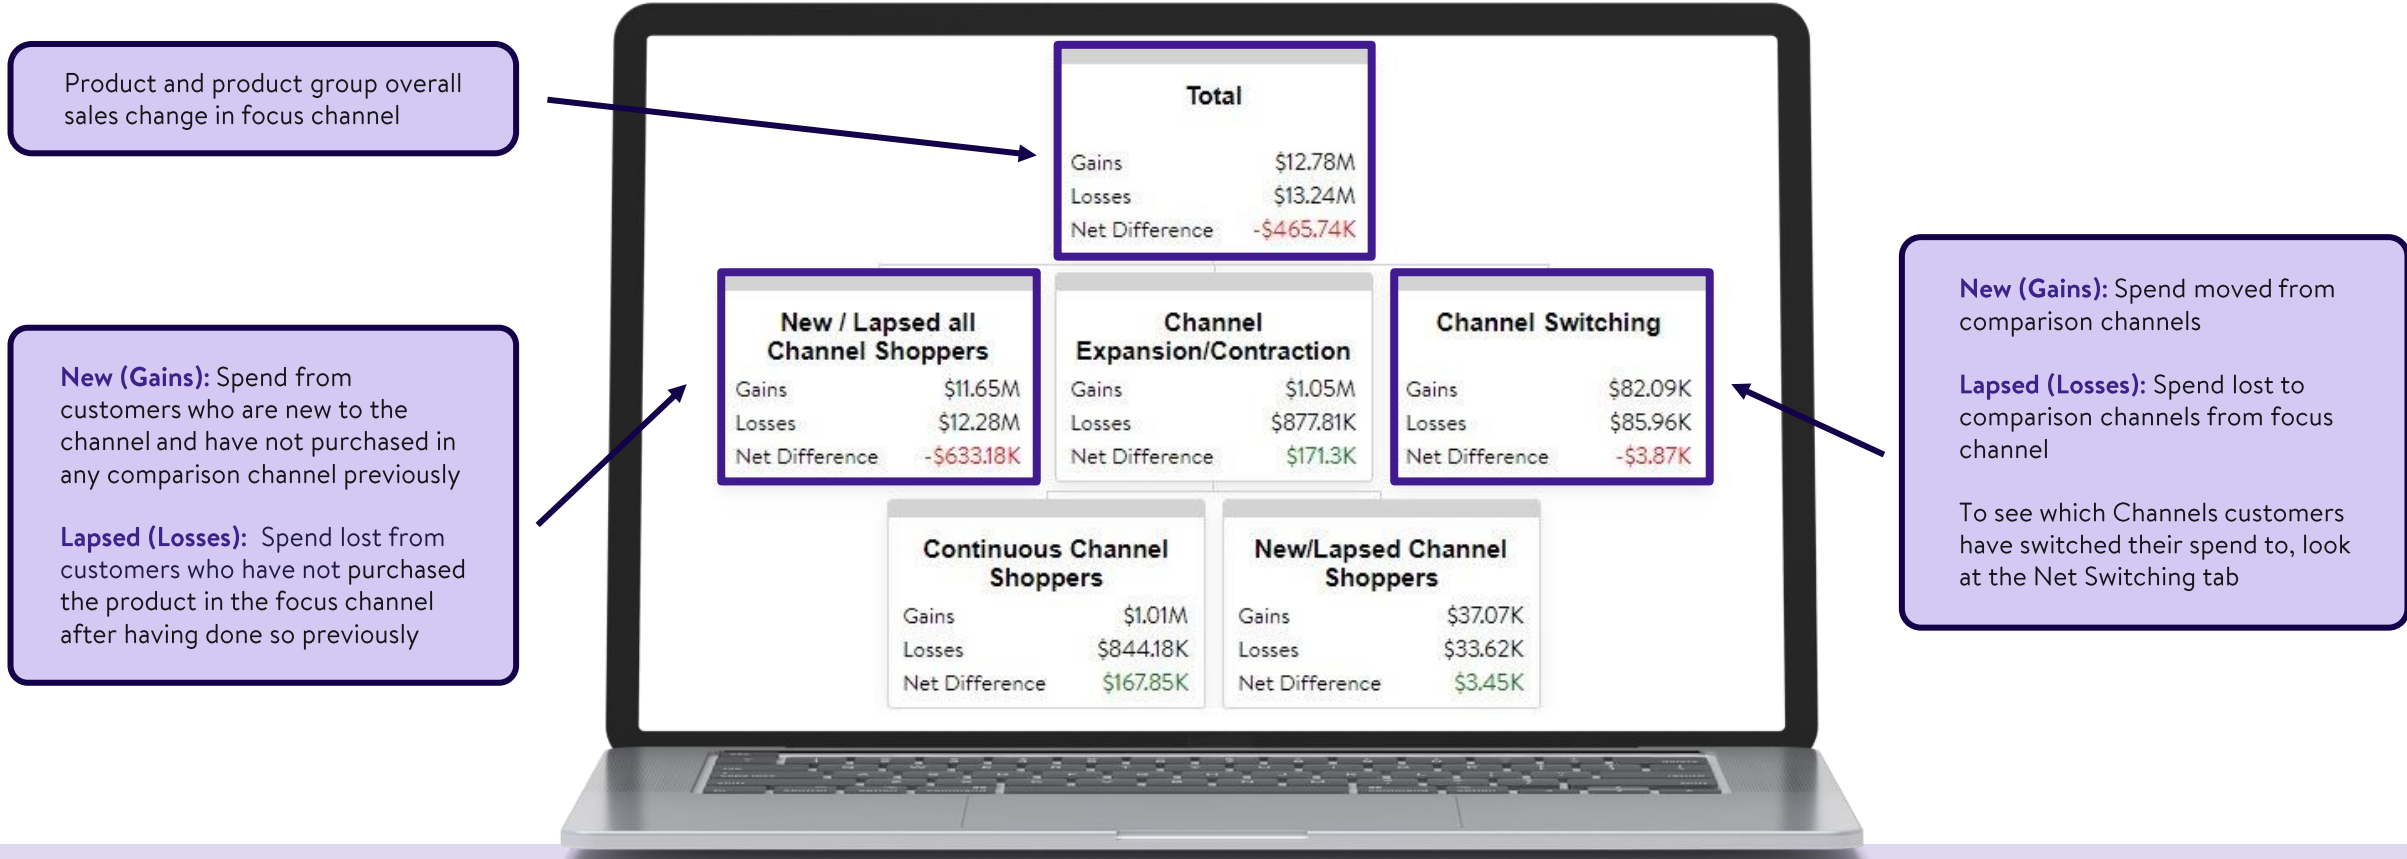 Product and product group overall
sales change in focus channel
Total
Gains $12.78M
Losses $13.24M
Net Difference -$465.74K
New / Lapsed all
Channel Shoppers
Gains $11.65M
Losses $12.28M
Net Difference -$633.18K
Channel
Expansion/Contraction
Gains $1.05M
Losses $877.81K
Net Difference $171.3K
Channel Switching
Gains $82.09K
Losses $85.96K
Net Difference -$3.87K
Continuous Channel
Shoppers
Gains $1.01M
Losses $844.18K
Net Difference $167.85K
New/Lapsed Channel
Shoppers
Gains $37.07K
Losses $33.62K
Net Difference $3.45K
New (Gains): Spend from
customers who are new to the
channel and have not purchased in
any comparison channel previously
Lapsed (Losses): Spend lost from
customers who have not purchased
the product in the focus channel
after having done so previously
New (Gains): Spend moved from
comparison channels
Lapsed (Losses): Spend lost to
comparison channels from focus
channel
To see which Channels customers
have switched their spend to, look
at the Net Switching tab